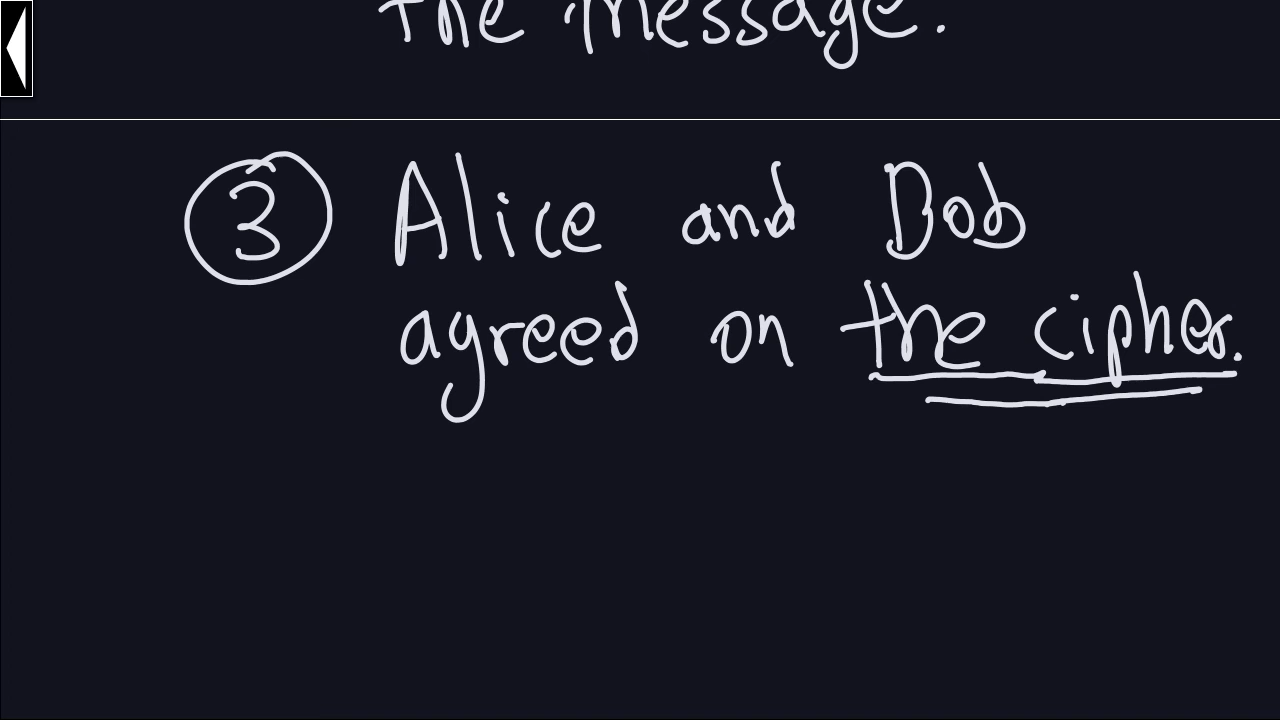 the message.
③ Alice and Bob
agreed on the cipher.